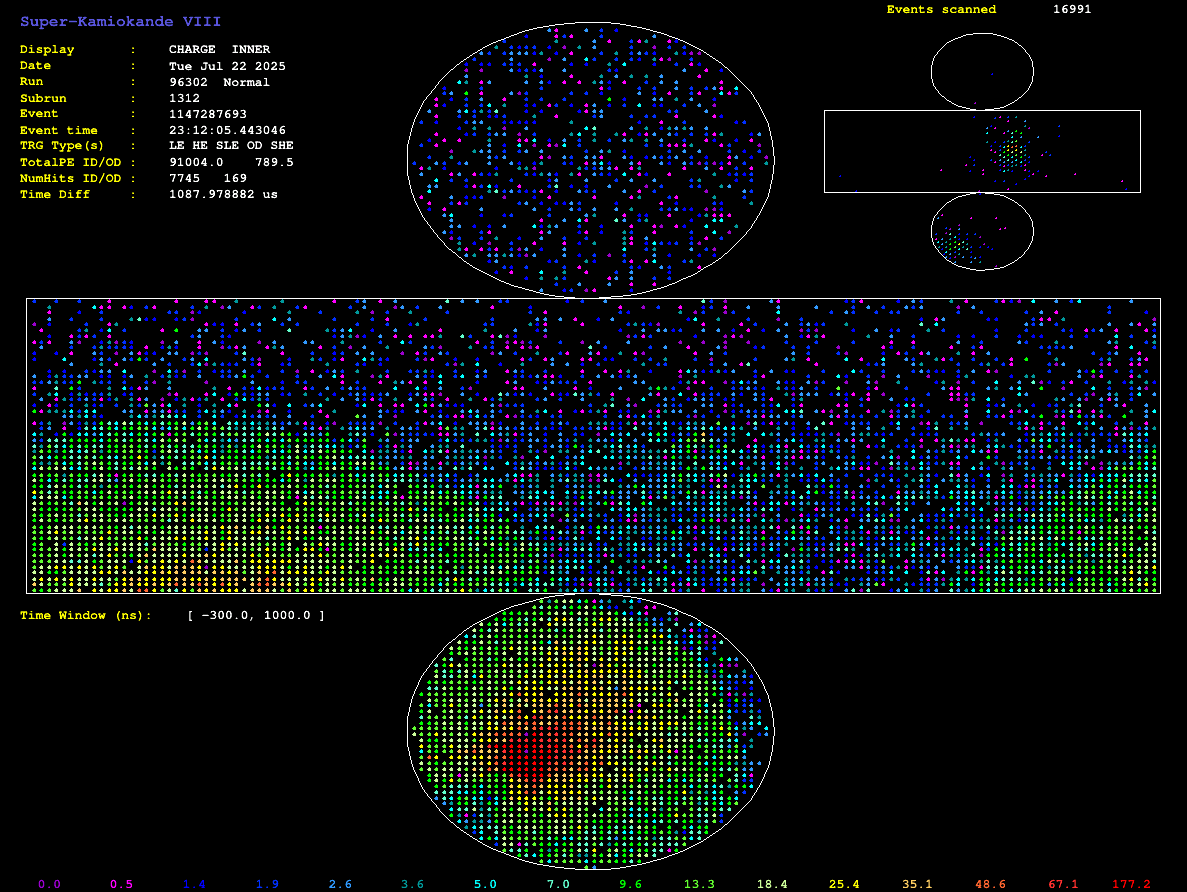 Super-Kamiokande VIII
Events scanned 16991
Display : CHARGE INNER
Date : Tue Jul 22 2025
Run : 96302 Normal
Subrun : 1312
Event : 1147287693
Event time : 23:12:05.443046
TRG Type(s) : LE HE SLE OD SHE
TotalPE ID/OD : 91004.0 789.5
NumHits ID/OD : 7745 169
Time Diff : 1087.978882 us
Time Window (ns): [ -300.0, 1000.0 ]
0.0 0.5 1.4 1.9 2.6 3.6 5.0 7.0 9.6 13.3 18.4 25.4 35.1 48.6 67.1 177.2